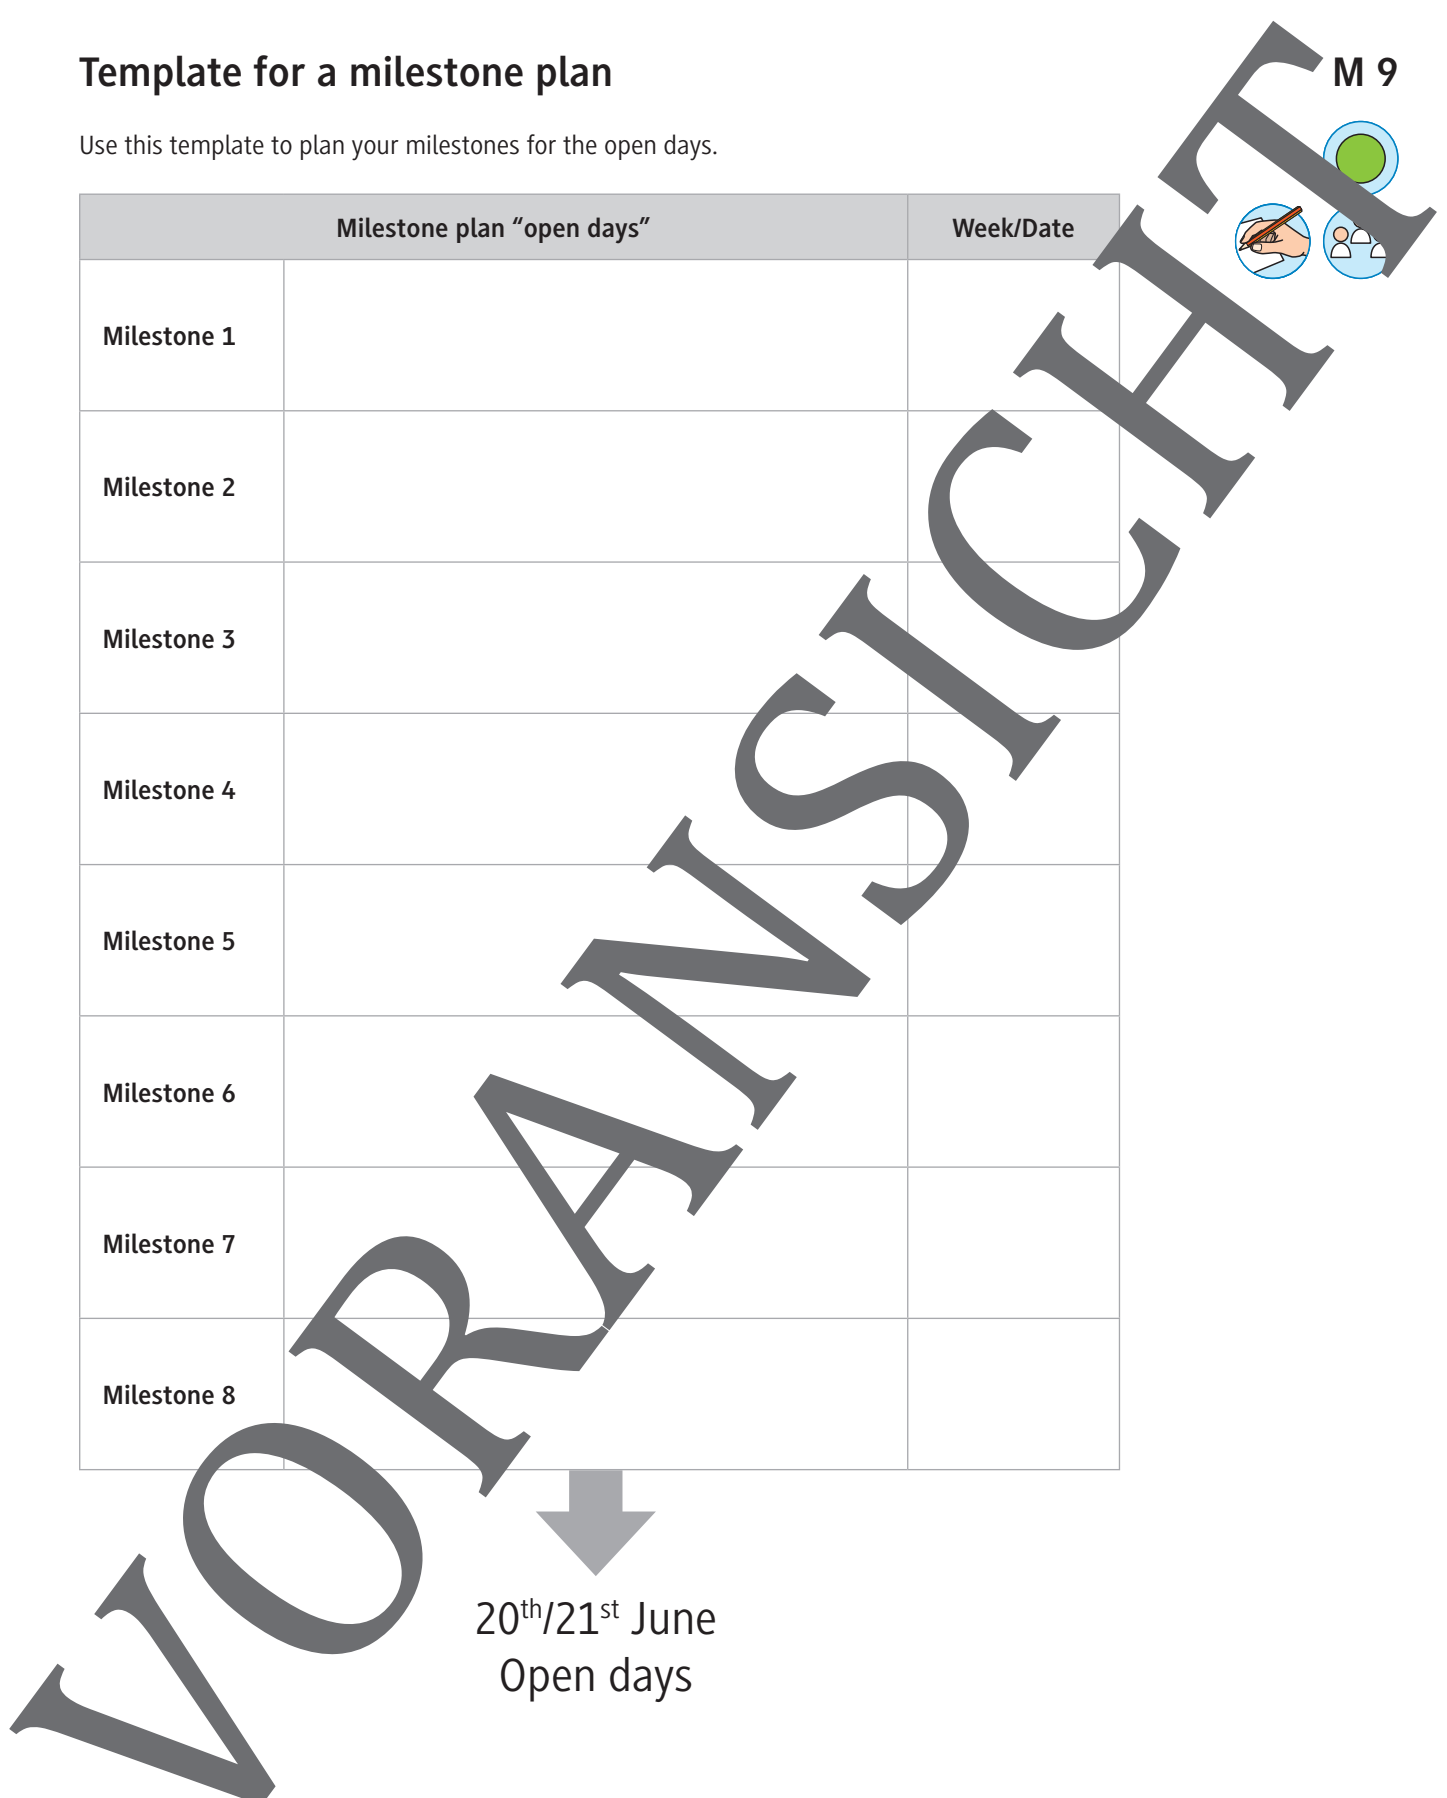 Template for a milestone plan
M 9
Use this template to plan your milestones for the open days.
Milestone plan “open days” Week/Date
Milestone 1
Milestone 2
Milestone 3
Milestone 4
Milestone 5
Milestone 6
Milestone 7
Milestone 8
20th/21st June
Open days
VORANSICHT